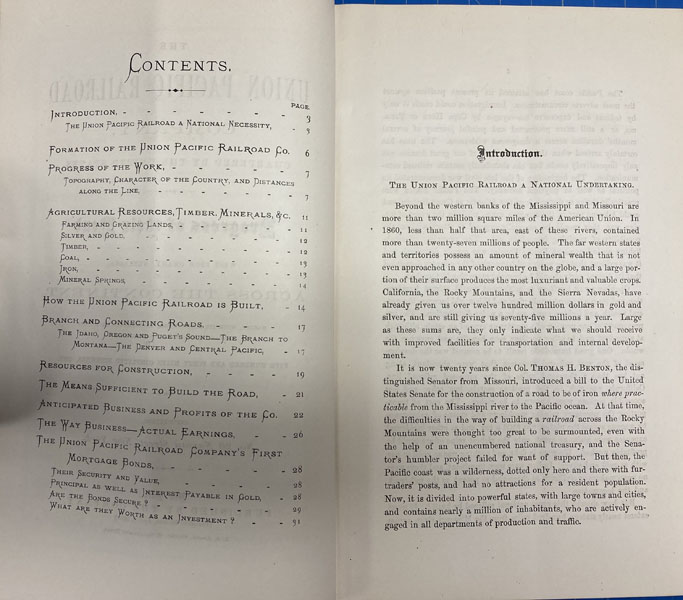 CONTENTS.
PAGE.
INTRODUCTION, - - - - - - - 3
THE UNION PACIFIC RAILROAD A NATIONAL NECESSITY, - 3
FORMATION OF THE UNION PACIFIC RAILROAD CO. 6
PROGRESS OF THE WORK, - - - - - 7
TOPOGRAPHY, CHARACTER OF THE COUNTRY, AND DISTANCES
ALONG THE LINE, - - - - - - 7
AGRICULTURAL RESOURCES, TIMBER, MINERALS, &C. 11
FARMING AND GRAZING LANDS, - - - - - 11
SILVER AND GOLD, - - - - - - 12
TIMBER, - - - - - - - 12
COAL, - - - - - - - 13
IRON, - - - - - - - 13
MINERAL SPRINGS, - - - - - - 14
HOW THE UNION PACIFIC RAILROAD IS BUILT, - 14
BRANCH AND CONNECTING ROADS, - - - - 17
THE IDAHO, OREGON AND PUGET'S SOUND—THE BRANCH TO
MONTANA—THE DENVER AND CENTRAL PACIFIC, - - 17
RESOURCES FOR CONSTRUCTION, - - - - 19
THE MEANS SUFFICIENT TO BUILD THE ROAD, - 21
ANTICIPATED BUSINESS AND PROFITS OF THE CO. 22
THE WAY BUSINESS—ACTUAL EARNINGS, - - 26
THE UNION PACIFIC RAILROAD COMPANY'S FIRST
MORTGAGE BONDS, - - - - - 28
THEIR SECURITY AND VALUE, - - - - - 28
PRINCIPAL AS WELL AS INTEREST PAYABLE IN GOLD, - 28
ARE THE BONDS SECURE? - - - - - 29
WHAT ARE THEY WORTH AS AN INVESTMENT? - - 31
Introduction.
THE UNION PACIFIC RAILROAD A NATIONAL UNDERTAKING.
Beyond the western banks of the Mississippi and Missouri are
more than two million square miles of the American Union. In
1860, less than half that area, east of these rivers, contained
more than twenty-seven millions of people. The far western states
and territories possess an amount of mineral wealth that is not
even approached in any other country on the globe, and a large por-
tion of their surface produces the most luxuriant and valuable crops.
California, the Rocky Mountains, and the Sierra Nevadas, have
already given us over twelve hundred million dollars in gold and
silver, and are still giving us seventy-five millions a year. Large
as these sums are, they only indicate what we should receive
with improved facilities for transportation and internal develop-
ment.
It is now twenty years since Col. THOMAS H. BENTON, the dis-
tinguished Senator from Missouri, introduced a bill to the United
States Senate for the construction of a road to be of iron where prac-
ticable from the Mississippi river to the Pacific ocean. At that time,
the difficulties in the way of building a railroad across the Rocky
Mountains were thought too great to be surmounted, even with
the help of an unencumbered national treasury, and the Sena-
tor's humbler project failed for want of support. But then, the
Pacific coast was a wilderness, dotted only here and there with fur-
traders' posts, and had no attractions for a resident population.
Now, it is divided into powerful states, with large towns and cities,
and contains nearly a million of inhabitants, who are actively en-
gaged in all departments of production and traffic.